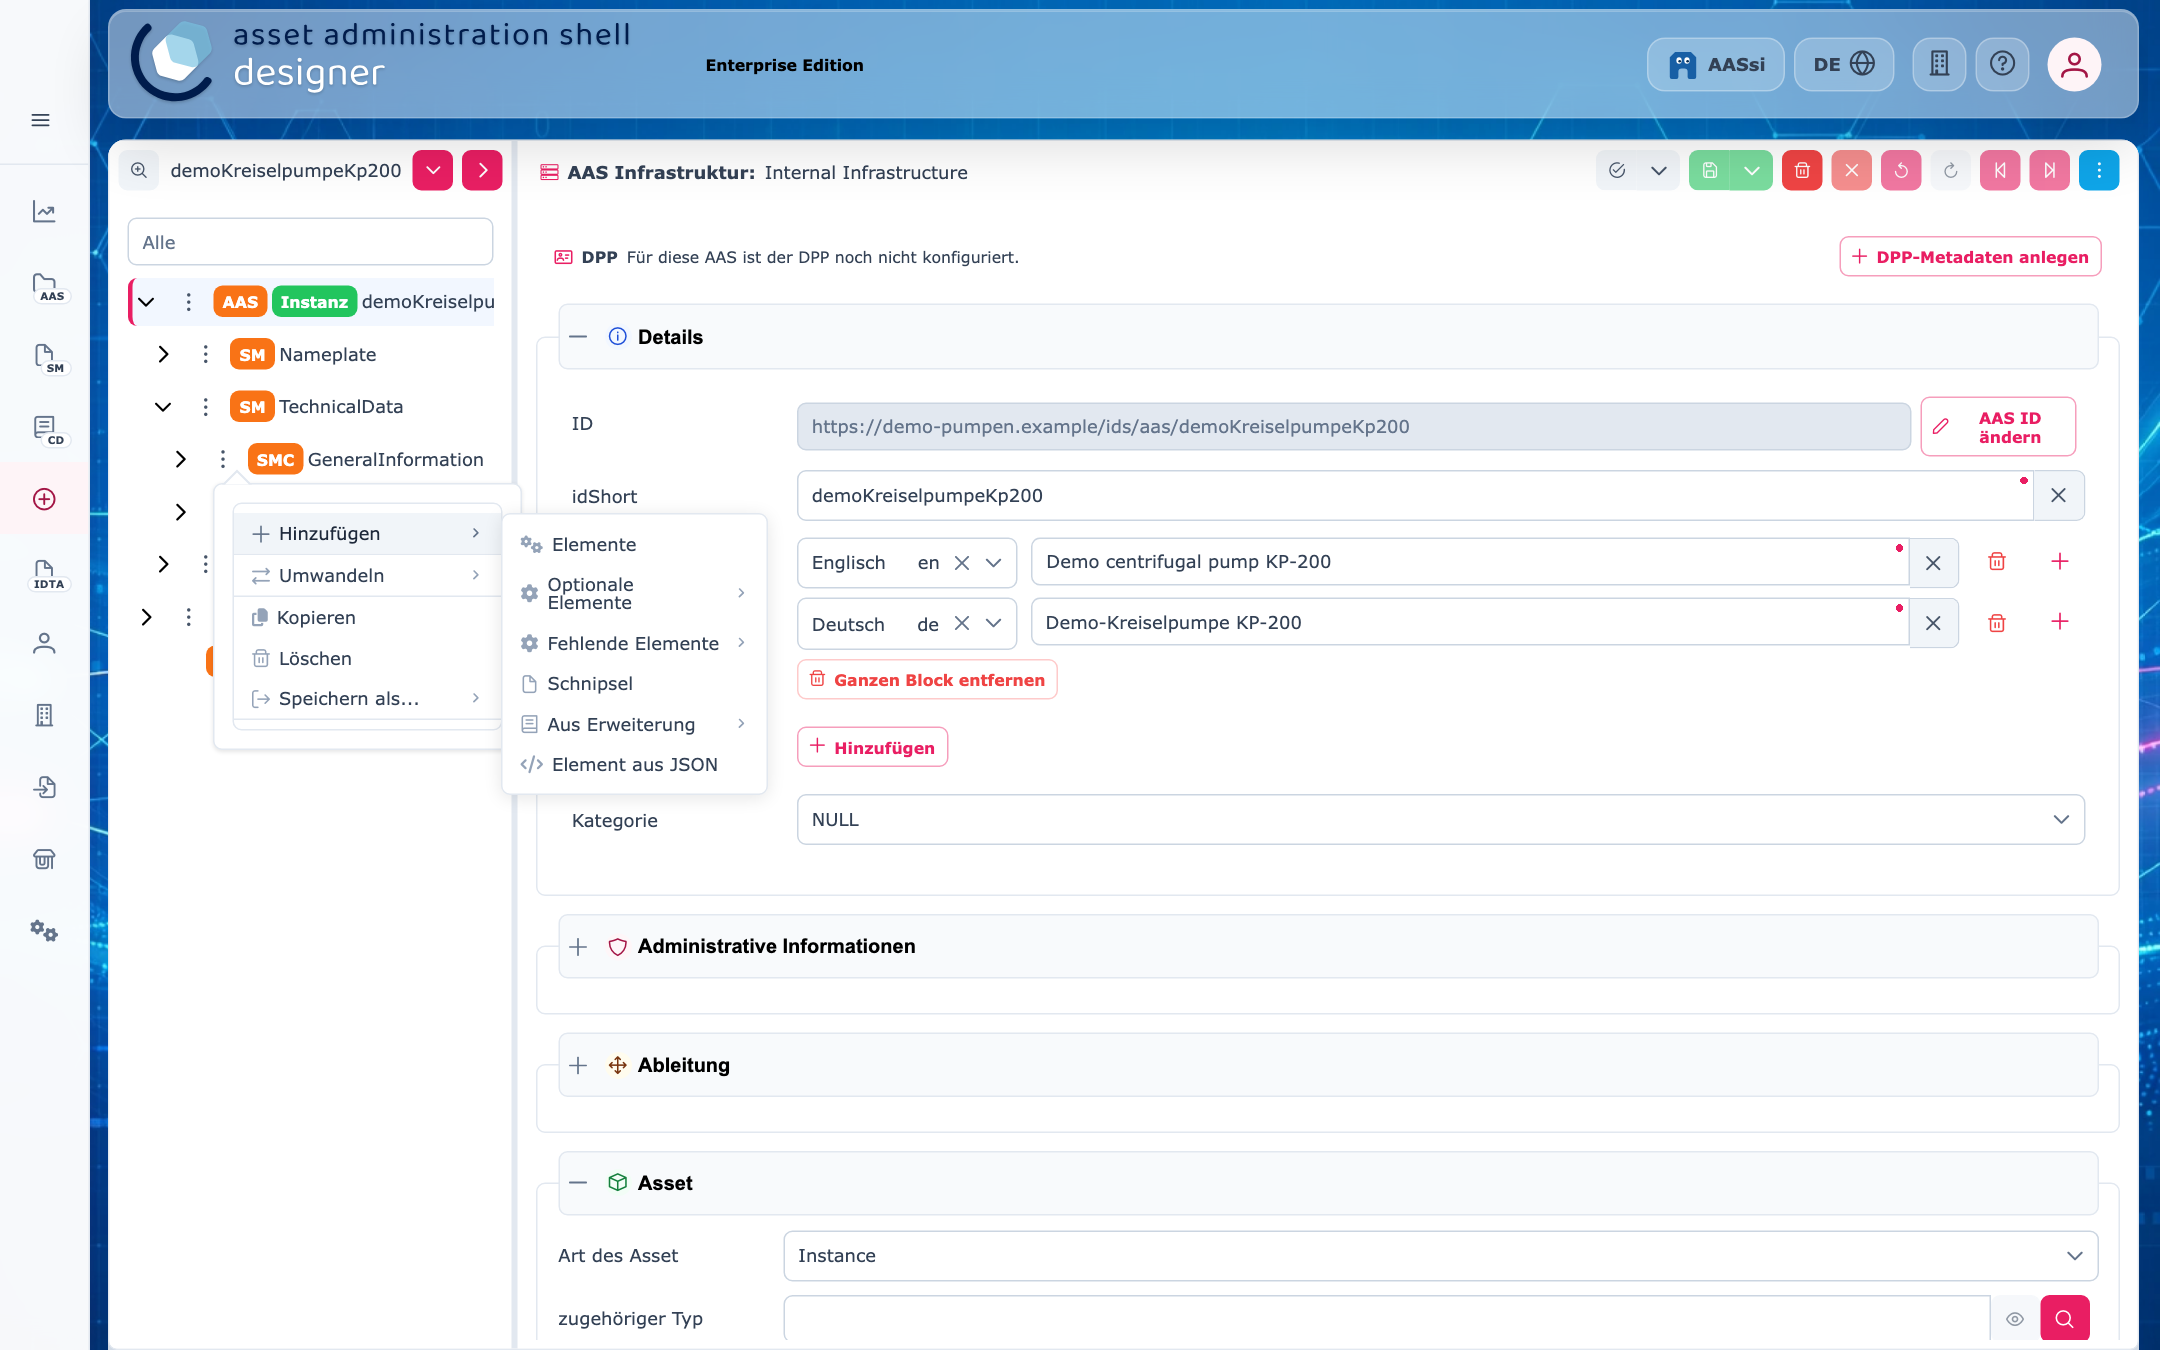 asset administration shell
designer
Enterprise Edition
AASsi
DE
AAS
SM
CD
IDTA
demoKreiselpumpeKp200
Alle
AAS Instanz demoKreiselpu
SM Nameplate
SM TechnicalData
SMC GeneralInformation
Hinzufügen
Umwandeln
Kopieren
Löschen
Speichern als...
Elemente
Optionale
Elemente
Fehlende Elemente
Schnipsel
Aus Erweiterung
Element aus JSON
AAS Infrastruktur: Internal Infrastructure
DPP Für diese AAS ist der DPP noch nicht konfiguriert.
DPP-Metadaten anlegen
Details
ID
https://demo-pumpen.example/ids/aas/demoKreiselpumpeKp200
AAS ID
ändern
idShort
demoKreiselpumpeKp200
Englisch en
Demo centrifugal pump KP-200
Deutsch de
Demo-Kreiselpumpe KP-200
Ganzen Block entfernen
Hinzufügen
Kategorie
NULL
Administrative Informationen
Ableitung
Asset
Art des Asset
Instance
zugehöriger Typ